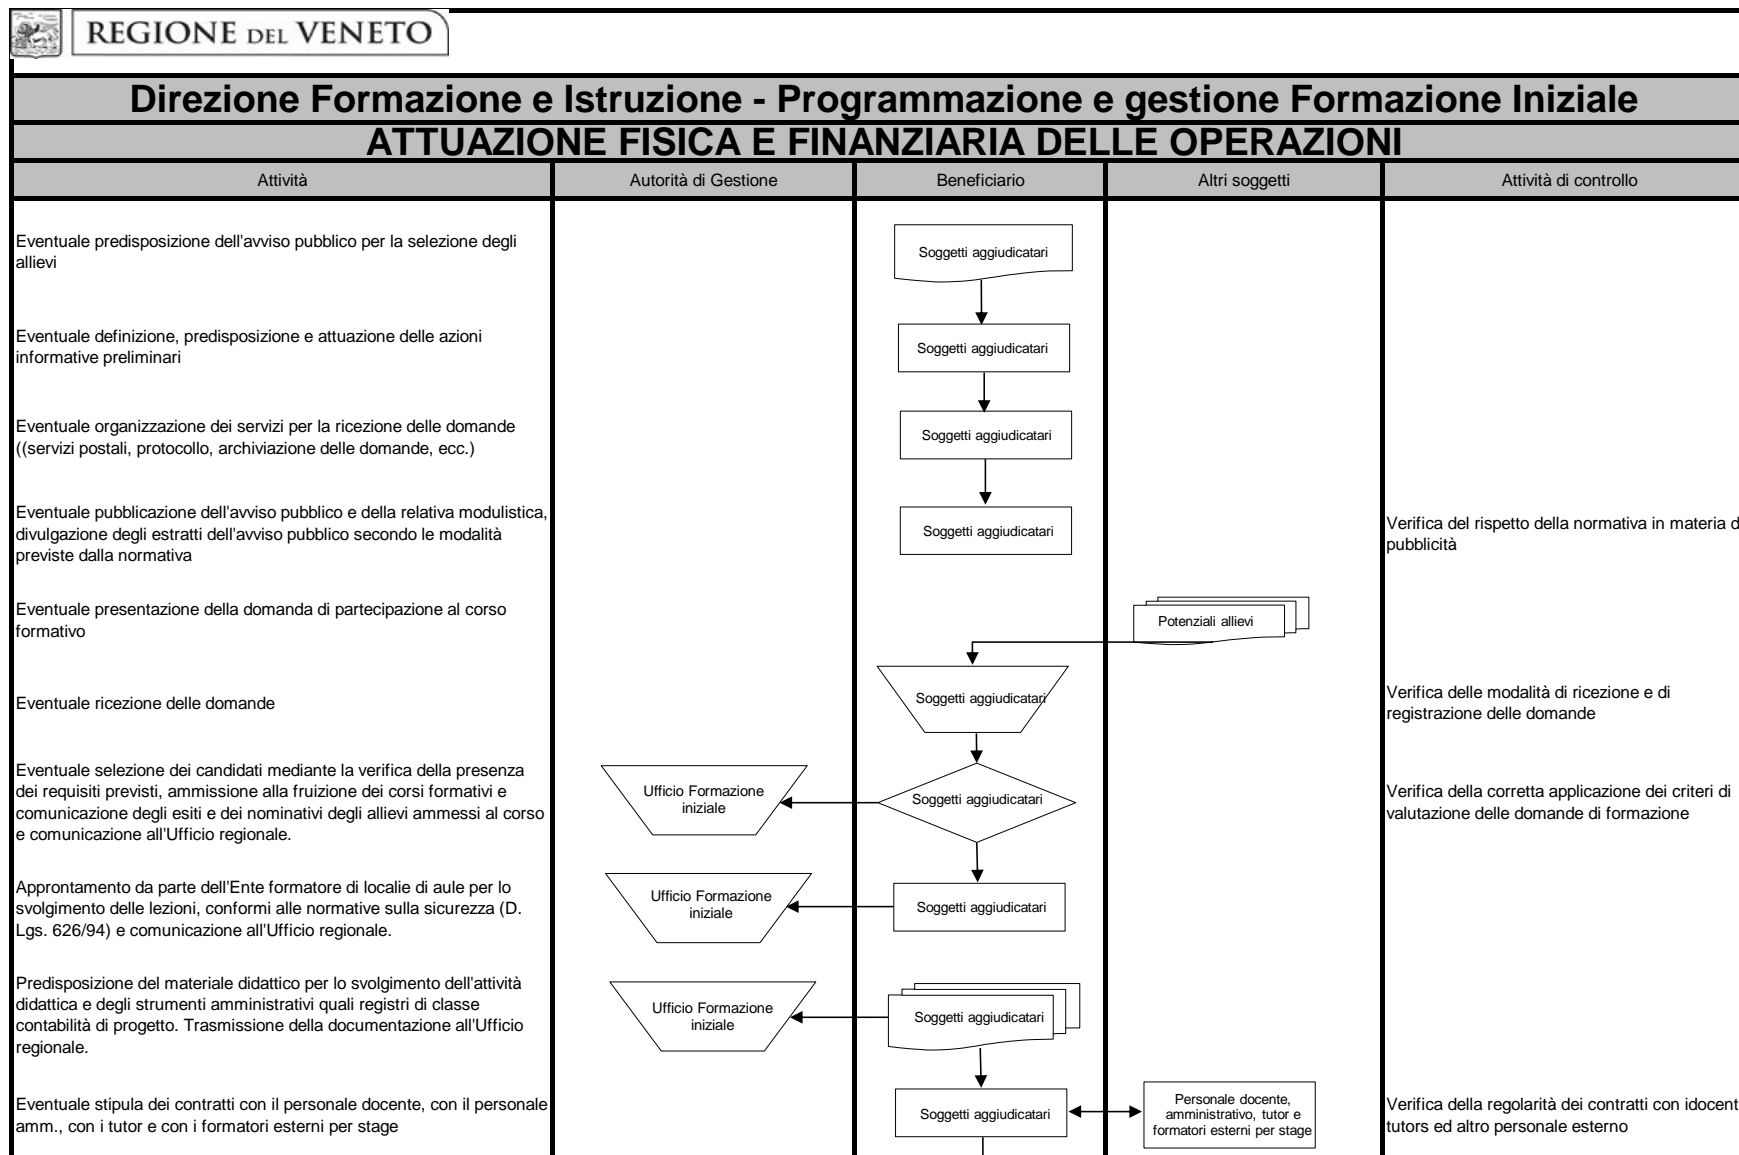 REGIONE DEL VENETO
Direzione Formazione e Istruzione - Programmazione e gestione Formazione Iniziale
ATTUAZIONE FISICA E FINANZIARIA DELLE OPERAZIONI
Attività
Autorità di Gestione
Beneficiario
Altri soggetti
Attività di controllo
Eventuale predisposizione dell'avviso pubblico per la selezione degli
allievi
Soggetti aggiudicatari
Eventuale definizione, predisposizione e attuazione delle azioni
informative preliminari
Soggetti aggiudicatari
Eventuale organizzazione dei servizi per la ricezione delle domande
((servizi postali, protocollo, archiviazione delle domande, ecc.)
Soggetti aggiudicatari
Eventuale pubblicazione dell'avviso pubblico e della relativa modulistica,
divulgazione degli estratti dell'avviso pubblico secondo le modalità
previste dalla normativa
Soggetti aggiudicatari
Verifica del rispetto della normativa in materia d
pubblicità
Eventuale presentazione della domanda di partecipazione al corso
formativo
Potenziali allievi
Eventuale ricezione delle domande
Soggetti aggiudicatari
Verifica delle modalità di ricezione e di
registrazione delle domande
Eventuale selezione dei candidati mediante la verifica della presenza
dei requisiti previsti, ammissione alla fruizione dei corsi formativi e
comunicazione degli esiti e dei nominativi degli allievi ammessi al corso
e comunicazione all'Ufficio regionale.
Ufficio Formazione
iniziale
Soggetti aggiudicatari
Verifica della corretta applicazione dei criteri di
valutazione delle domande di formazione
Approntamento da parte dell'Ente formatore di localie di aule per lo
svolgimento delle lezioni, conformi alle normative sulla sicurezza (D.
Lgs. 626/94) e comunicazione all'Ufficio regionale.
Ufficio Formazione
iniziale
Soggetti aggiudicatari
Predisposizione del materiale didattico per lo svolgimento dell'attività
didattica e degli strumenti amministrativi quali registri di classe
contabilità di progetto. Trasmissione della documentazione all'Ufficio
regionale.
Ufficio Formazione
iniziale
Soggetti aggiudicatari
Eventuale stipula dei contratti con il personale docente, con il personale
amm., con i tutor e con i formatori esterni per stage
Soggetti aggiudicatari
Personale docente,
amministrativo, tutor e
formatori esterni per stage
Verifica della regolarità dei contratti con idocent
tutors ed altro personale esterno